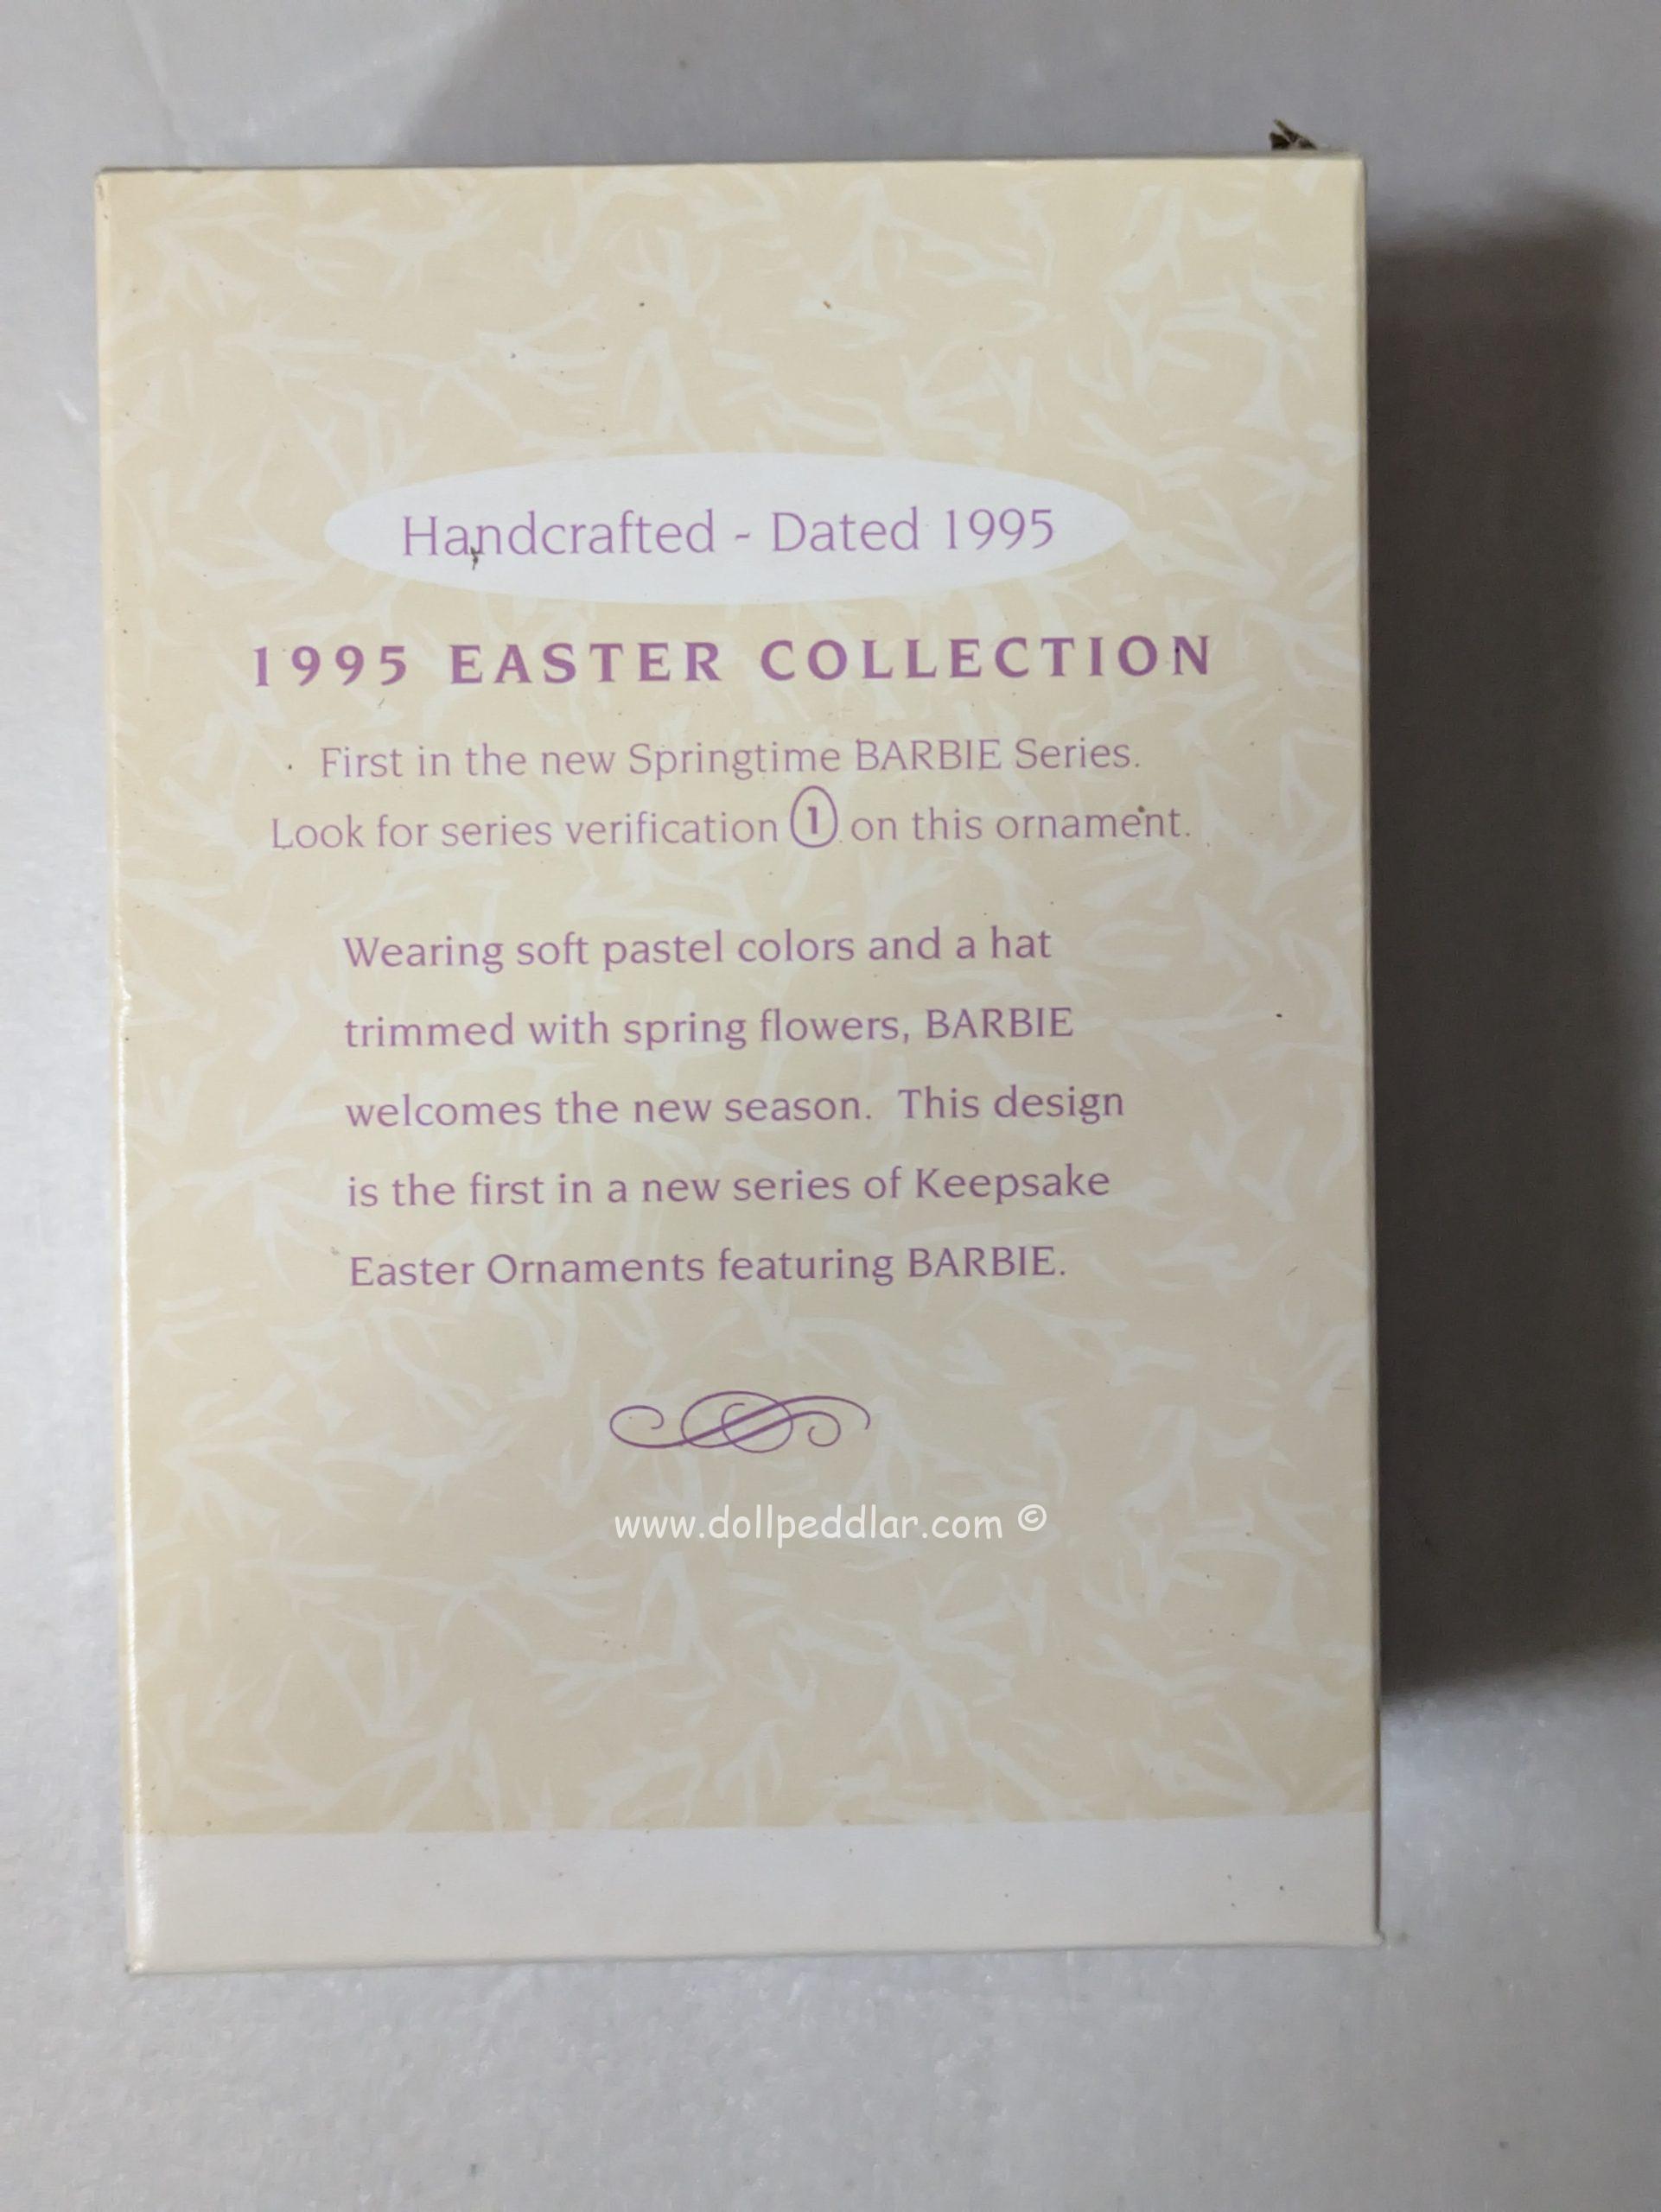 Handcrafted - Dated 1995
1995 EASTER COLLECTION
First in the new Springtime BARBIE Series.
Look for series verification 1 on this ornament.
Wearing soft pastel colors and a hat
trimmed with spring flowers, BARBIE
welcomes the new season. This design
is the first in a new series of Keepsake
Easter Ornaments featuring BARBIE.
www.dollpeddlar.com ©